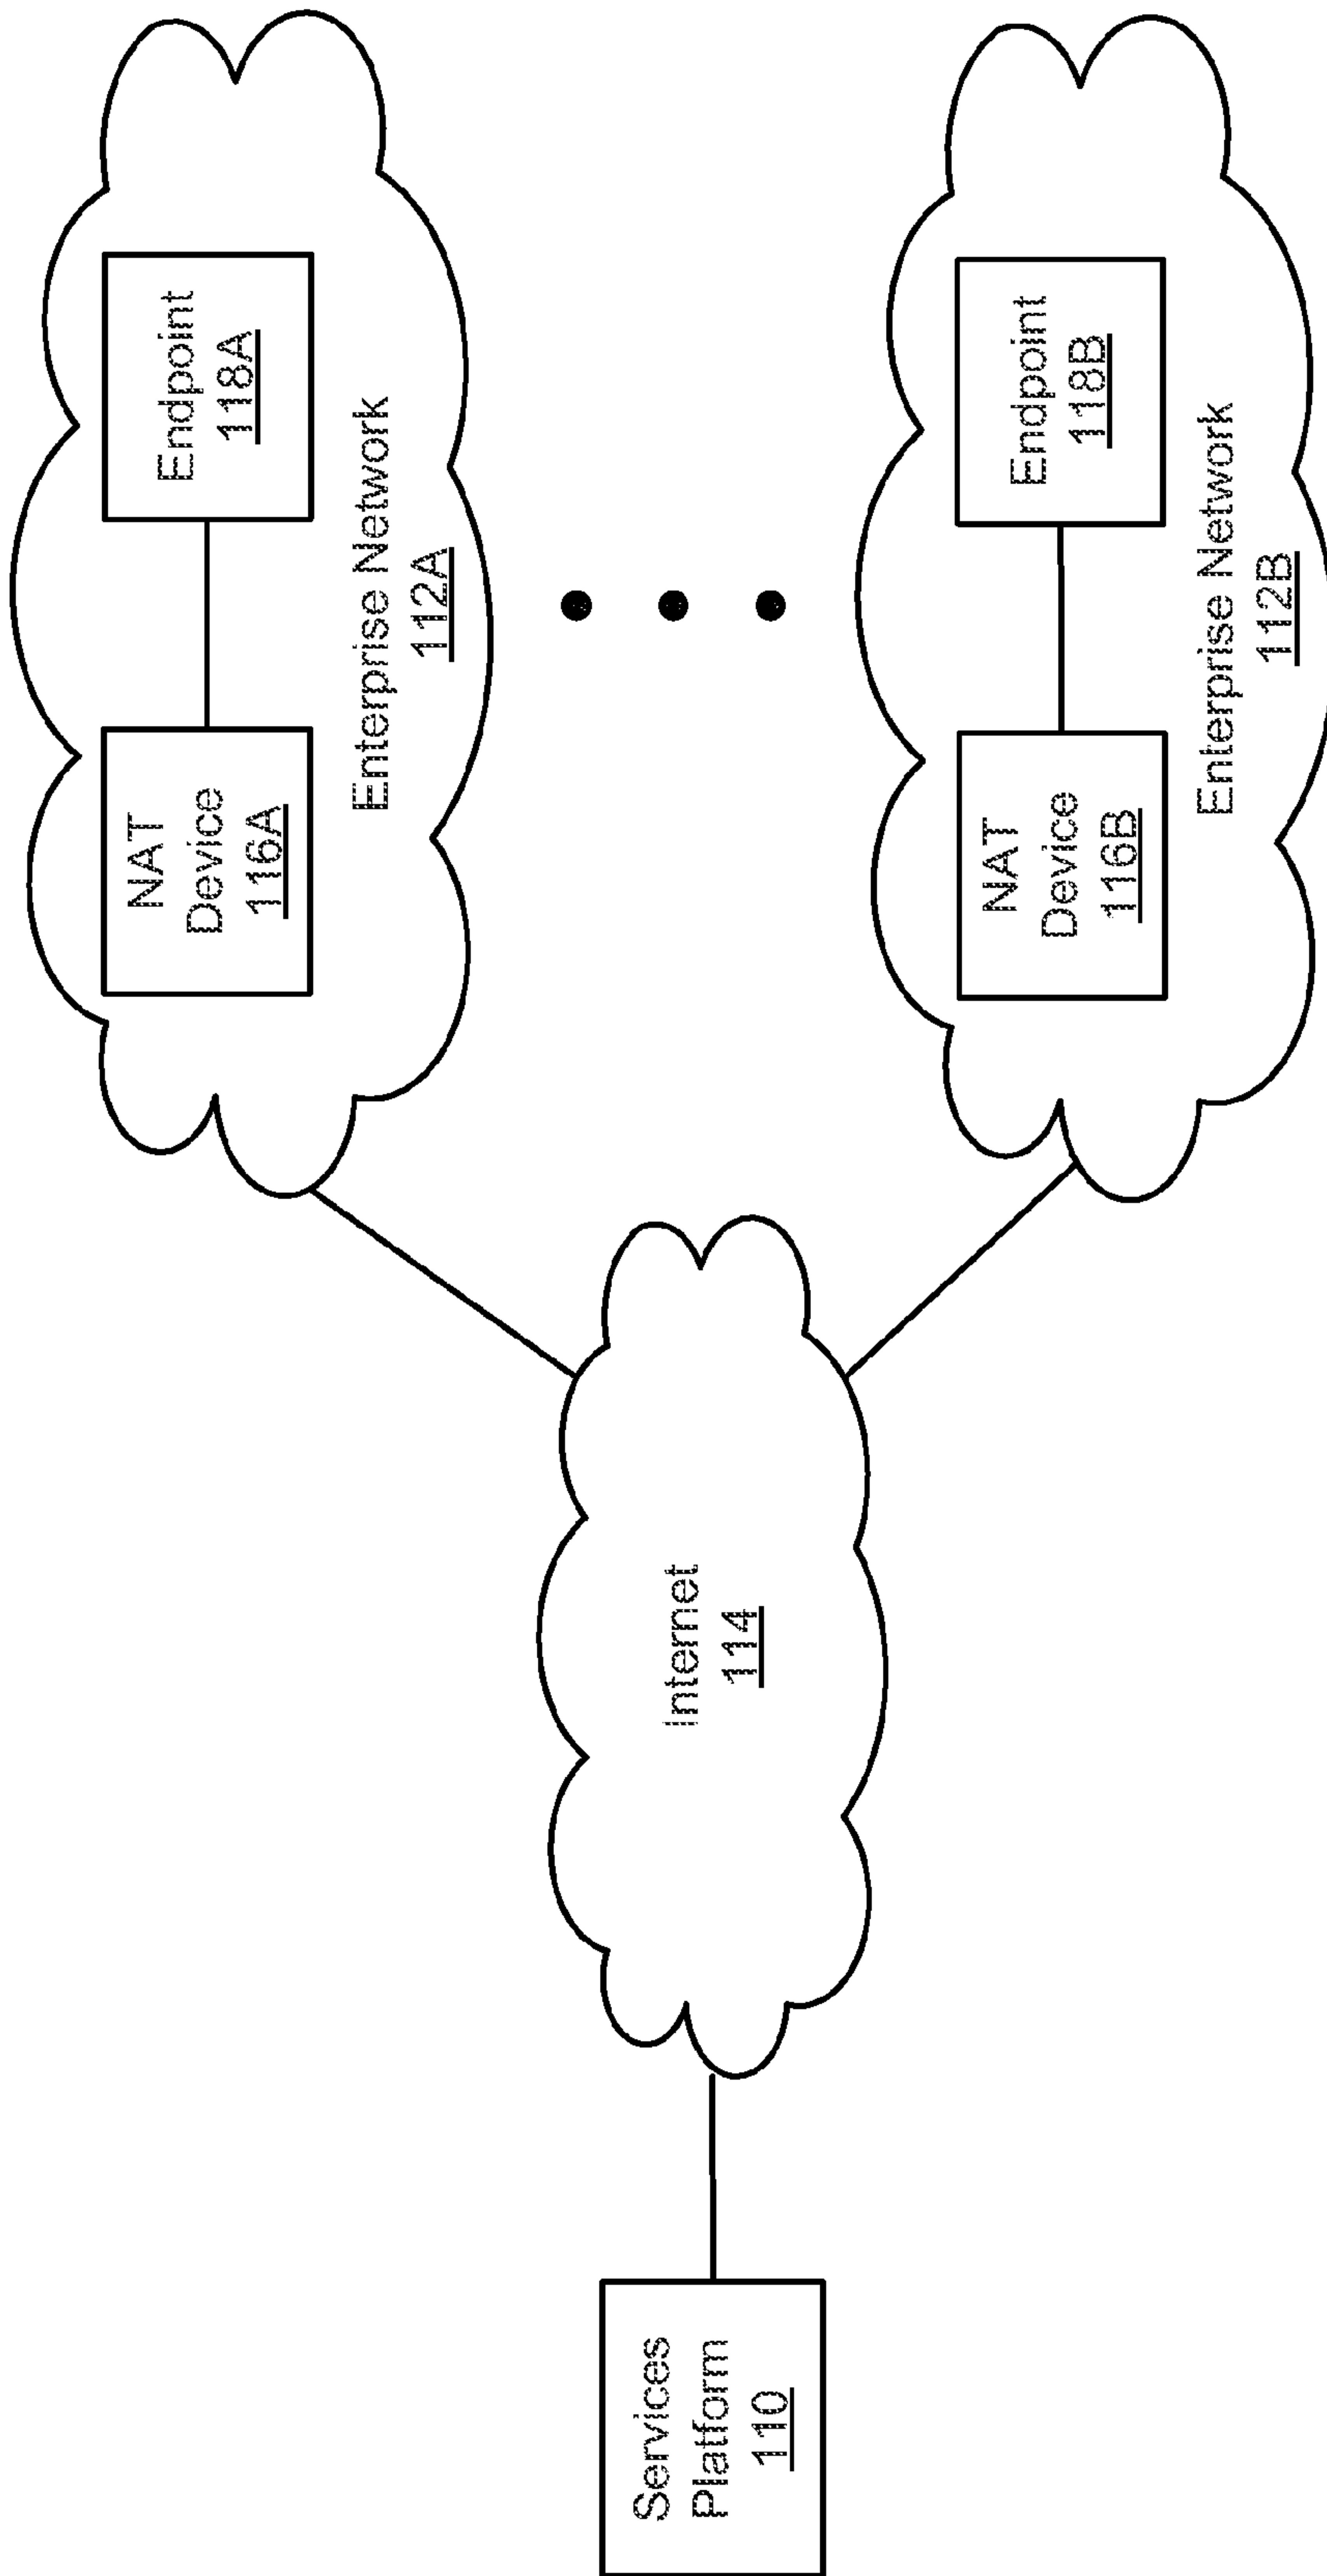 Services
Platform
110
Internet
114
NAT
Device
116A
Endpoint
118A
Enterprise Network
112A
NAT
Device
116B
Endpoint
118B
Enterprise Network
112B